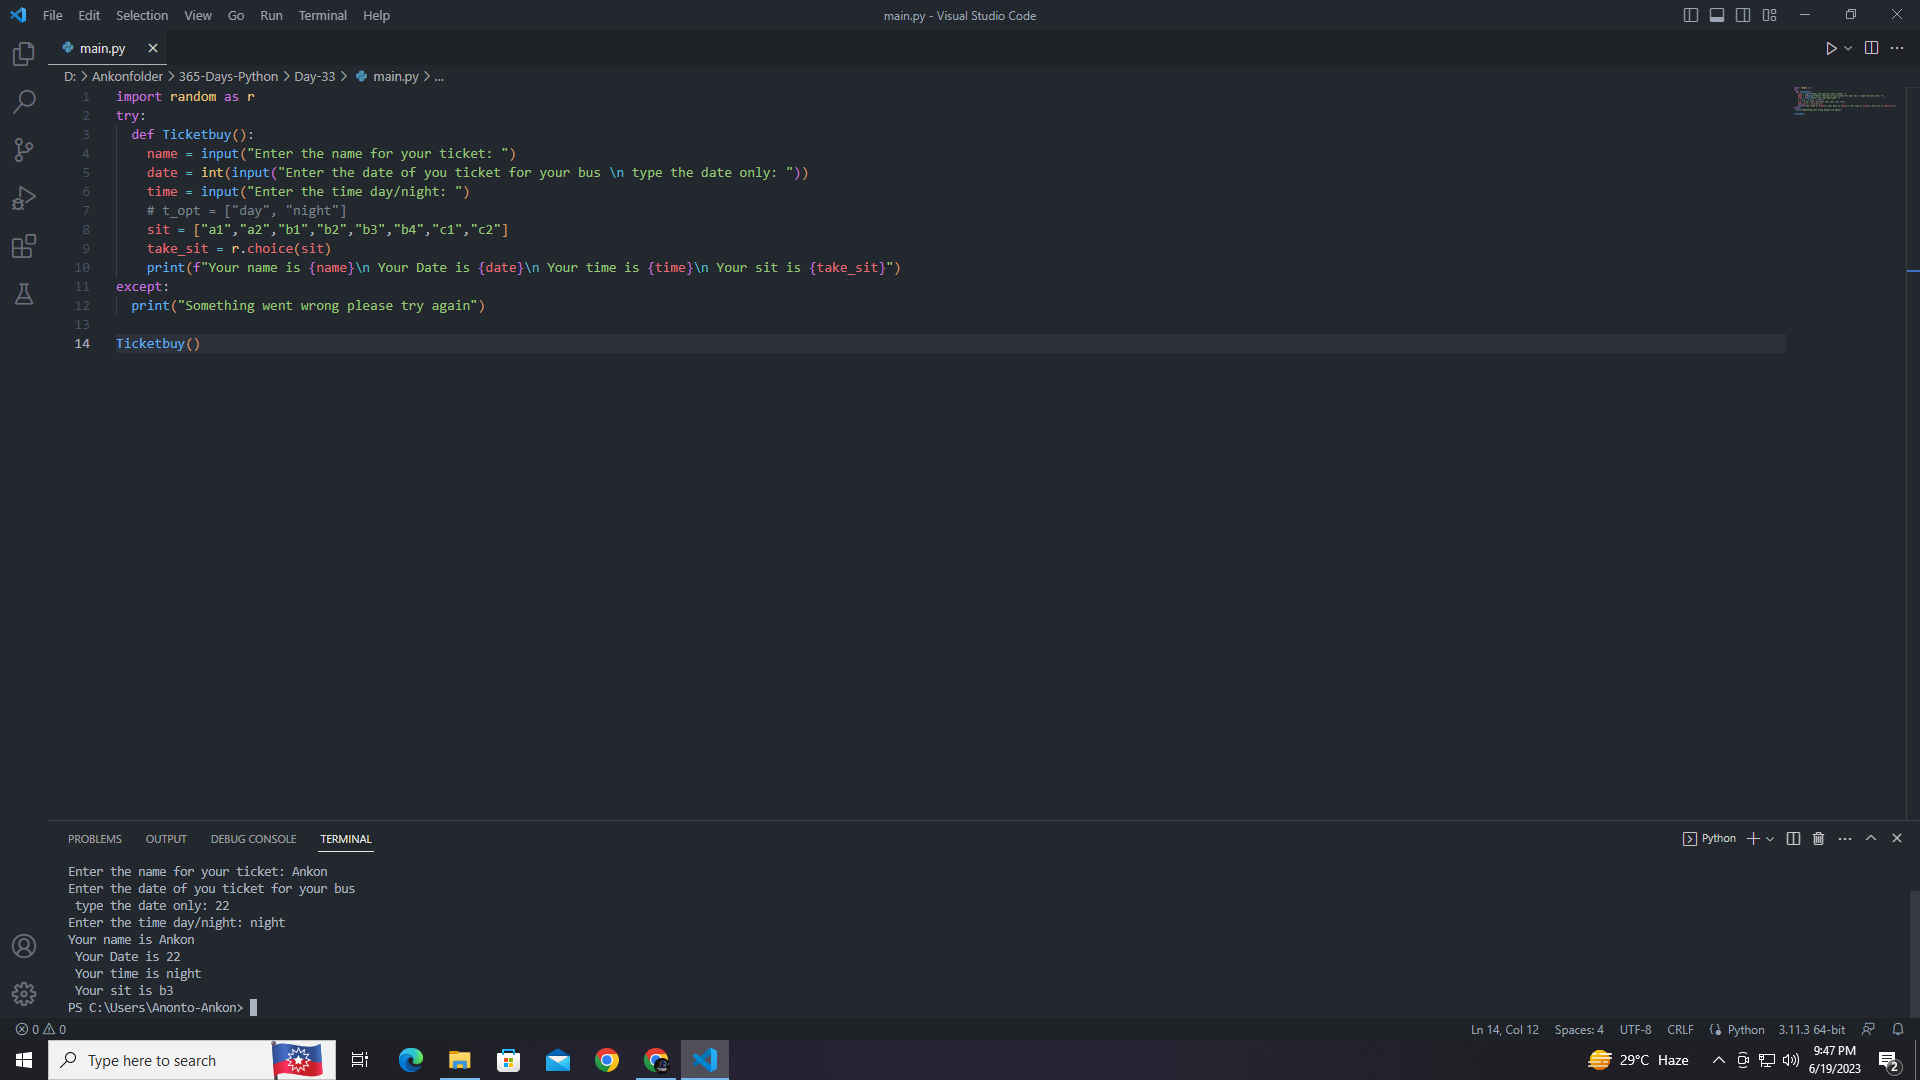 File Edit Selection View Go Run Terminal Help
main.py - Visual Studio Code
main.py
D: > Ankonfolder > 365-Days-Python > Day-33 > main.py > ...
1 import random as r
2 try:
3 def Ticketbuy():
4 name = input("Enter the name for your ticket: ")
5 date = int(input("Enter the date of you ticket for your bus \n type the date only: "))
6 time = input("Enter the time day/night: ")
7 # t_opt = ["day", "night"]
8 sit = ["a1","a2","b1","b2","b3","b4","c1","c2"]
9 take_sit = r.choice(sit)
10 print(f"Your name is {name}\n Your Date is {date}\n Your time is {time}\n Your sit is {take_sit}")
11 except:
12 print("Something went wrong please try again")
13
14 Ticketbuy()
PROBLEMS OUTPUT DEBUG CONSOLE TERMINAL
Python
Enter the name for your ticket: Ankon
Enter the date of you ticket for your bus
type the date only: 22
Enter the time day/night: night
Your name is Ankon
Your Date is 22
Your time is night
Your sit is b3
PS C:\Users\Anonto-Ankon>
0 0
Ln 14, Col 12 Spaces: 4 UTF-8 CRLF Python 3.11.3 64-bit
Type here to search
29°C Haze
9:47 PM
6/19/2023
2